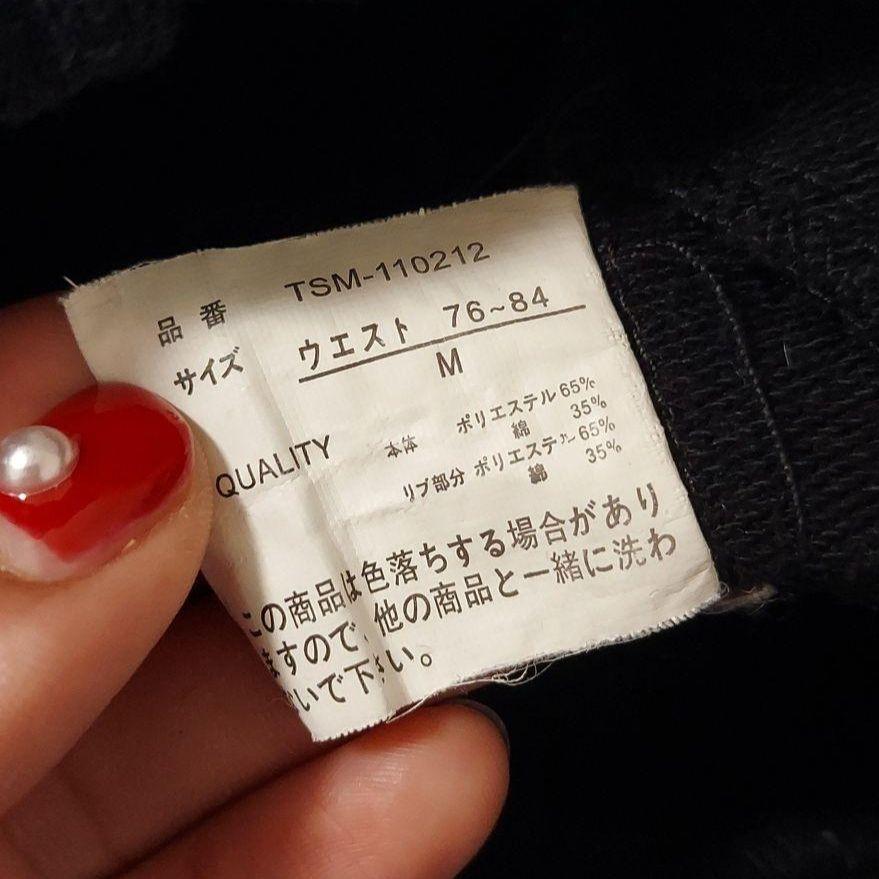 品番 TSM-110212
サイズ ウエスト 76~84
M
QUALITY 本体 ポリエステル65%
綿 35%
リブ部分 ポリエステル65%
綿 35%
この商品は色落ちする場合があり
ますので、他の商品と一緒に洗わ
ないで下さい。